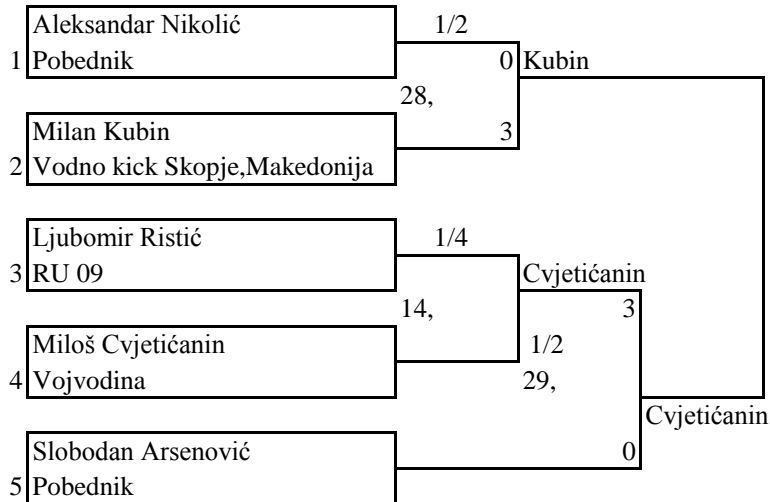 Aleksandar Nikolić 1/2
1 Pobednik 0 Kubin
28,
Milan Kubin 3
2 Vodno kick Skopje,Makedonija
Ljubomir Ristić 1/4
3 RU 09 Cvjetićanin
14, 3
Miloš Cvjetićanin 1/2
4 Vojvodina 29,
Cvjetićanin
Slobodan Arsenović 0
5 Pobednik